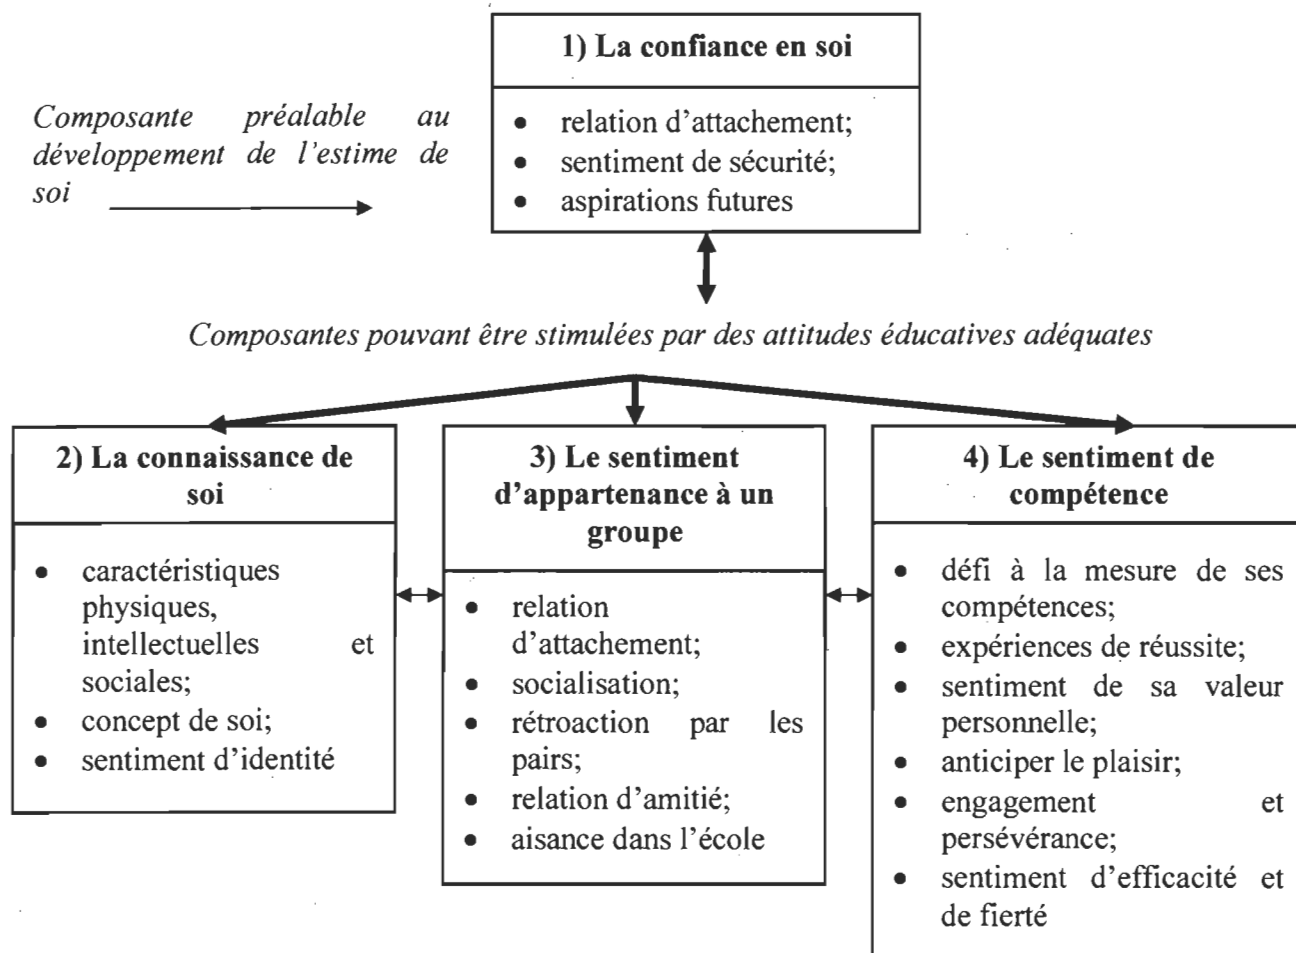 1) La confiance en soi
Composante préalable au
développement de l'estime de
soi
• relation d'attachement;
• sentiment de sécurité;
• aspirations futures
Composantes pouvant être stimulées par des attitudes éducatives adéquates
2) La connaissance de
soi
• caractéristiques
physiques,
intellectuelles et
sociales;
• concept de soi;
• sentiment d'identité
3) Le sentiment
d'appartenance à un
groupe
• relation
d'attachement;
• socialisation;
• rétroaction par les
pairs;
• relation d'amitié;
• aisance dans l'école
4) Le sentiment de
compétence
• défi à la mesure de ses
compétences;
• expériences de réussite;
• sentiment de sa valeur
personnelle;
• anticiper le plaisir;
• engagement et
persévérance;
• sentiment d'efficacité et
de fierté